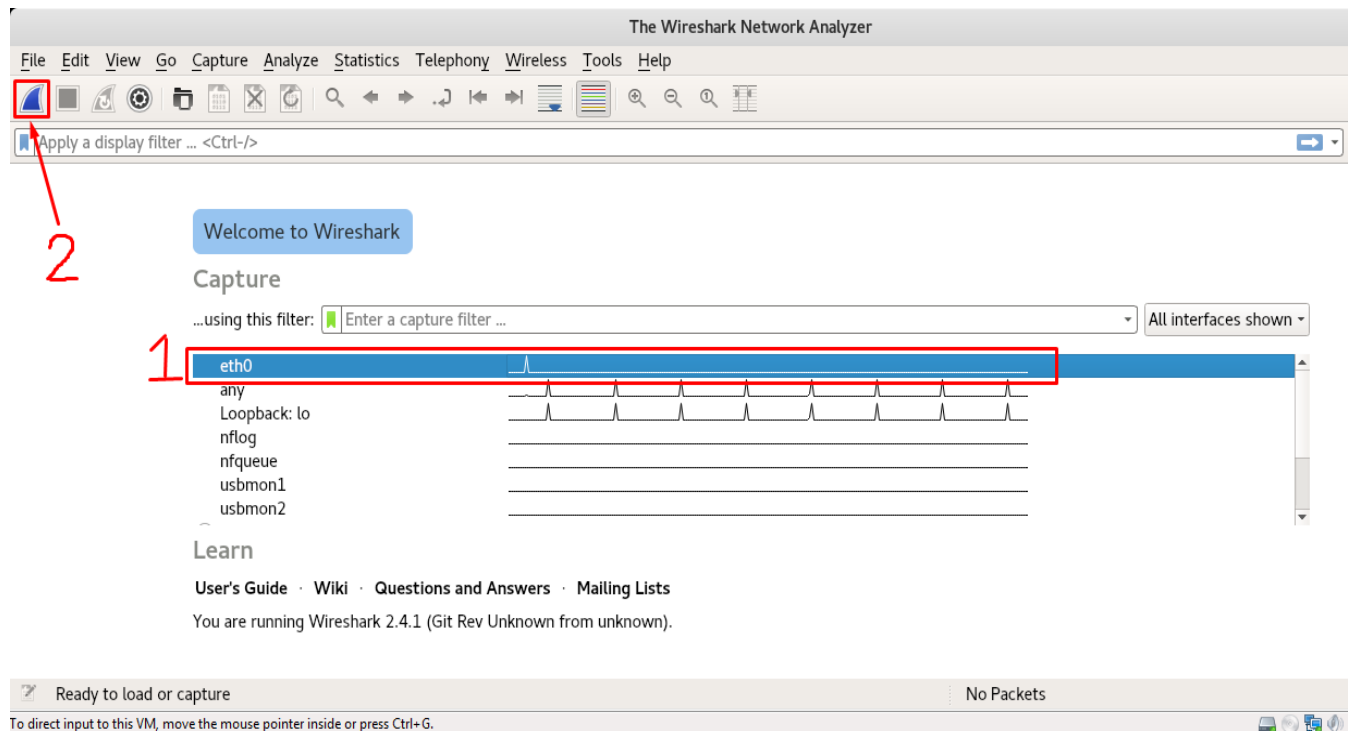 The Wireshark Network Analyzer
File Edit View Go Capture Analyze Statistics Telephony Wireless Tools Help
Apply a display filter ... <Ctrl-/>
2
Welcome to Wireshark
Capture
...using this filter: Enter a capture filter ... All interfaces shown
1
eth0
any
Loopback: lo
nflog
nfqueue
usbmon1
usbmon2
Learn
User's Guide · Wiki · Questions and Answers · Mailing Lists
You are running Wireshark 2.4.1 (Git Rev Unknown from unknown).
Ready to load or capture No Packets
To direct input to this VM, move the mouse pointer inside or press Ctrl+G.